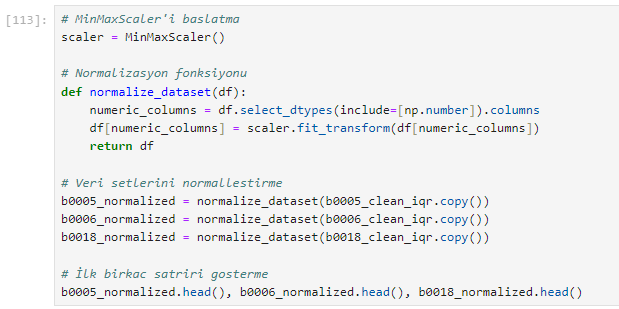 [113]: # MinMaxScaler'i baslatma
scaler = MinMaxScaler()

# Normalizasyon fonksiyonu
def normalize_dataset(df):
    numeric_columns = df.select_dtypes(include=[np.number]).columns
    df[numeric_columns] = scaler.fit_transform(df[numeric_columns])
    return df

# Veri setlerini normallestirme
b0005_normalized = normalize_dataset(b0005_clean_iqr.copy())
b0006_normalized = normalize_dataset(b0006_clean_iqr.copy())
b0018_normalized = normalize_dataset(b0018_clean_iqr.copy())

# İlk birkac satriri gosterme
b0005_normalized.head(), b0006_normalized.head(), b0018_normalized.head()